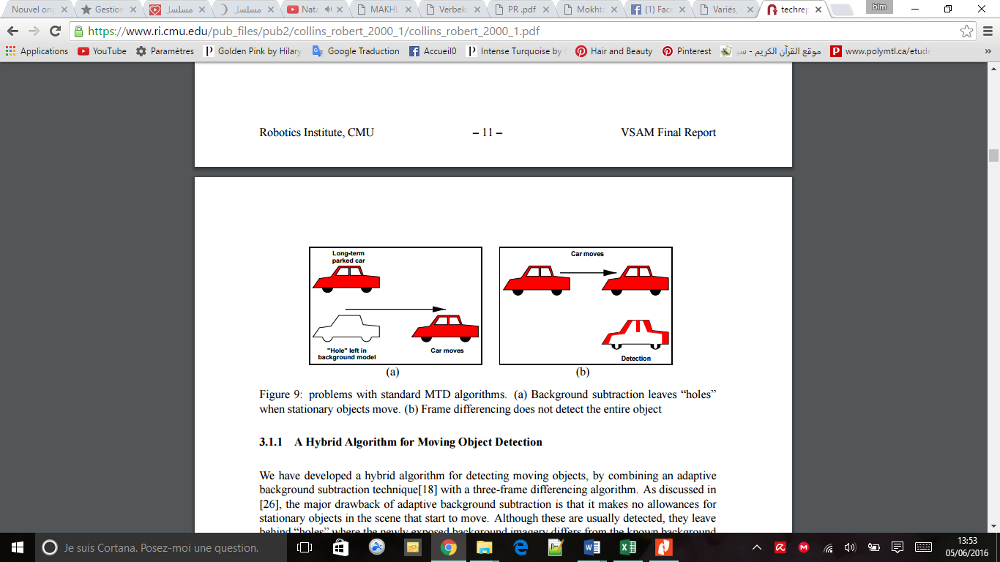 Nouvel on
Gestion
مسلسل
مسلسل
Nata
MAKHL
Verbek
PR .pdf
Mokht
(1) Face
Variés,
techrep
blm
https://www.ri.cmu.edu/pub_files/pub2/collins_robert_2000_1/collins_robert_2000_1.pdf
Applications YouTube Paramètres Golden Pink by Hilary Google Traduction Accueil0 Intense Turquoise by Hair and Beauty Pinterest موقع القرآن الكريم - سو www.polymtl.ca/etude »
Robotics Institute, CMU – 11 – VSAM Final Report
Long-term
parked car
"Hole" left in
background model
Car moves
(a)
Car moves
Detection
(b)
Figure 9: problems with standard MTD algorithms. (a) Background subtraction leaves “holes”
when stationary objects move. (b) Frame differencing does not detect the entire object
3.1.1 A Hybrid Algorithm for Moving Object Detection
We have developed a hybrid algorithm for detecting moving objects, by combining an adaptive
background subtraction technique[18] with a three-frame differencing algorithm. As discussed in
[26], the major drawback of adaptive background subtraction is that it makes no allowances for
stationary objects in the scene that start to move. Although these are usually detected, they leave
behind “holes” where the newly exposed background imagery differs from the known background
Je suis Cortana. Posez-moi une question.
13:53
05/06/2016